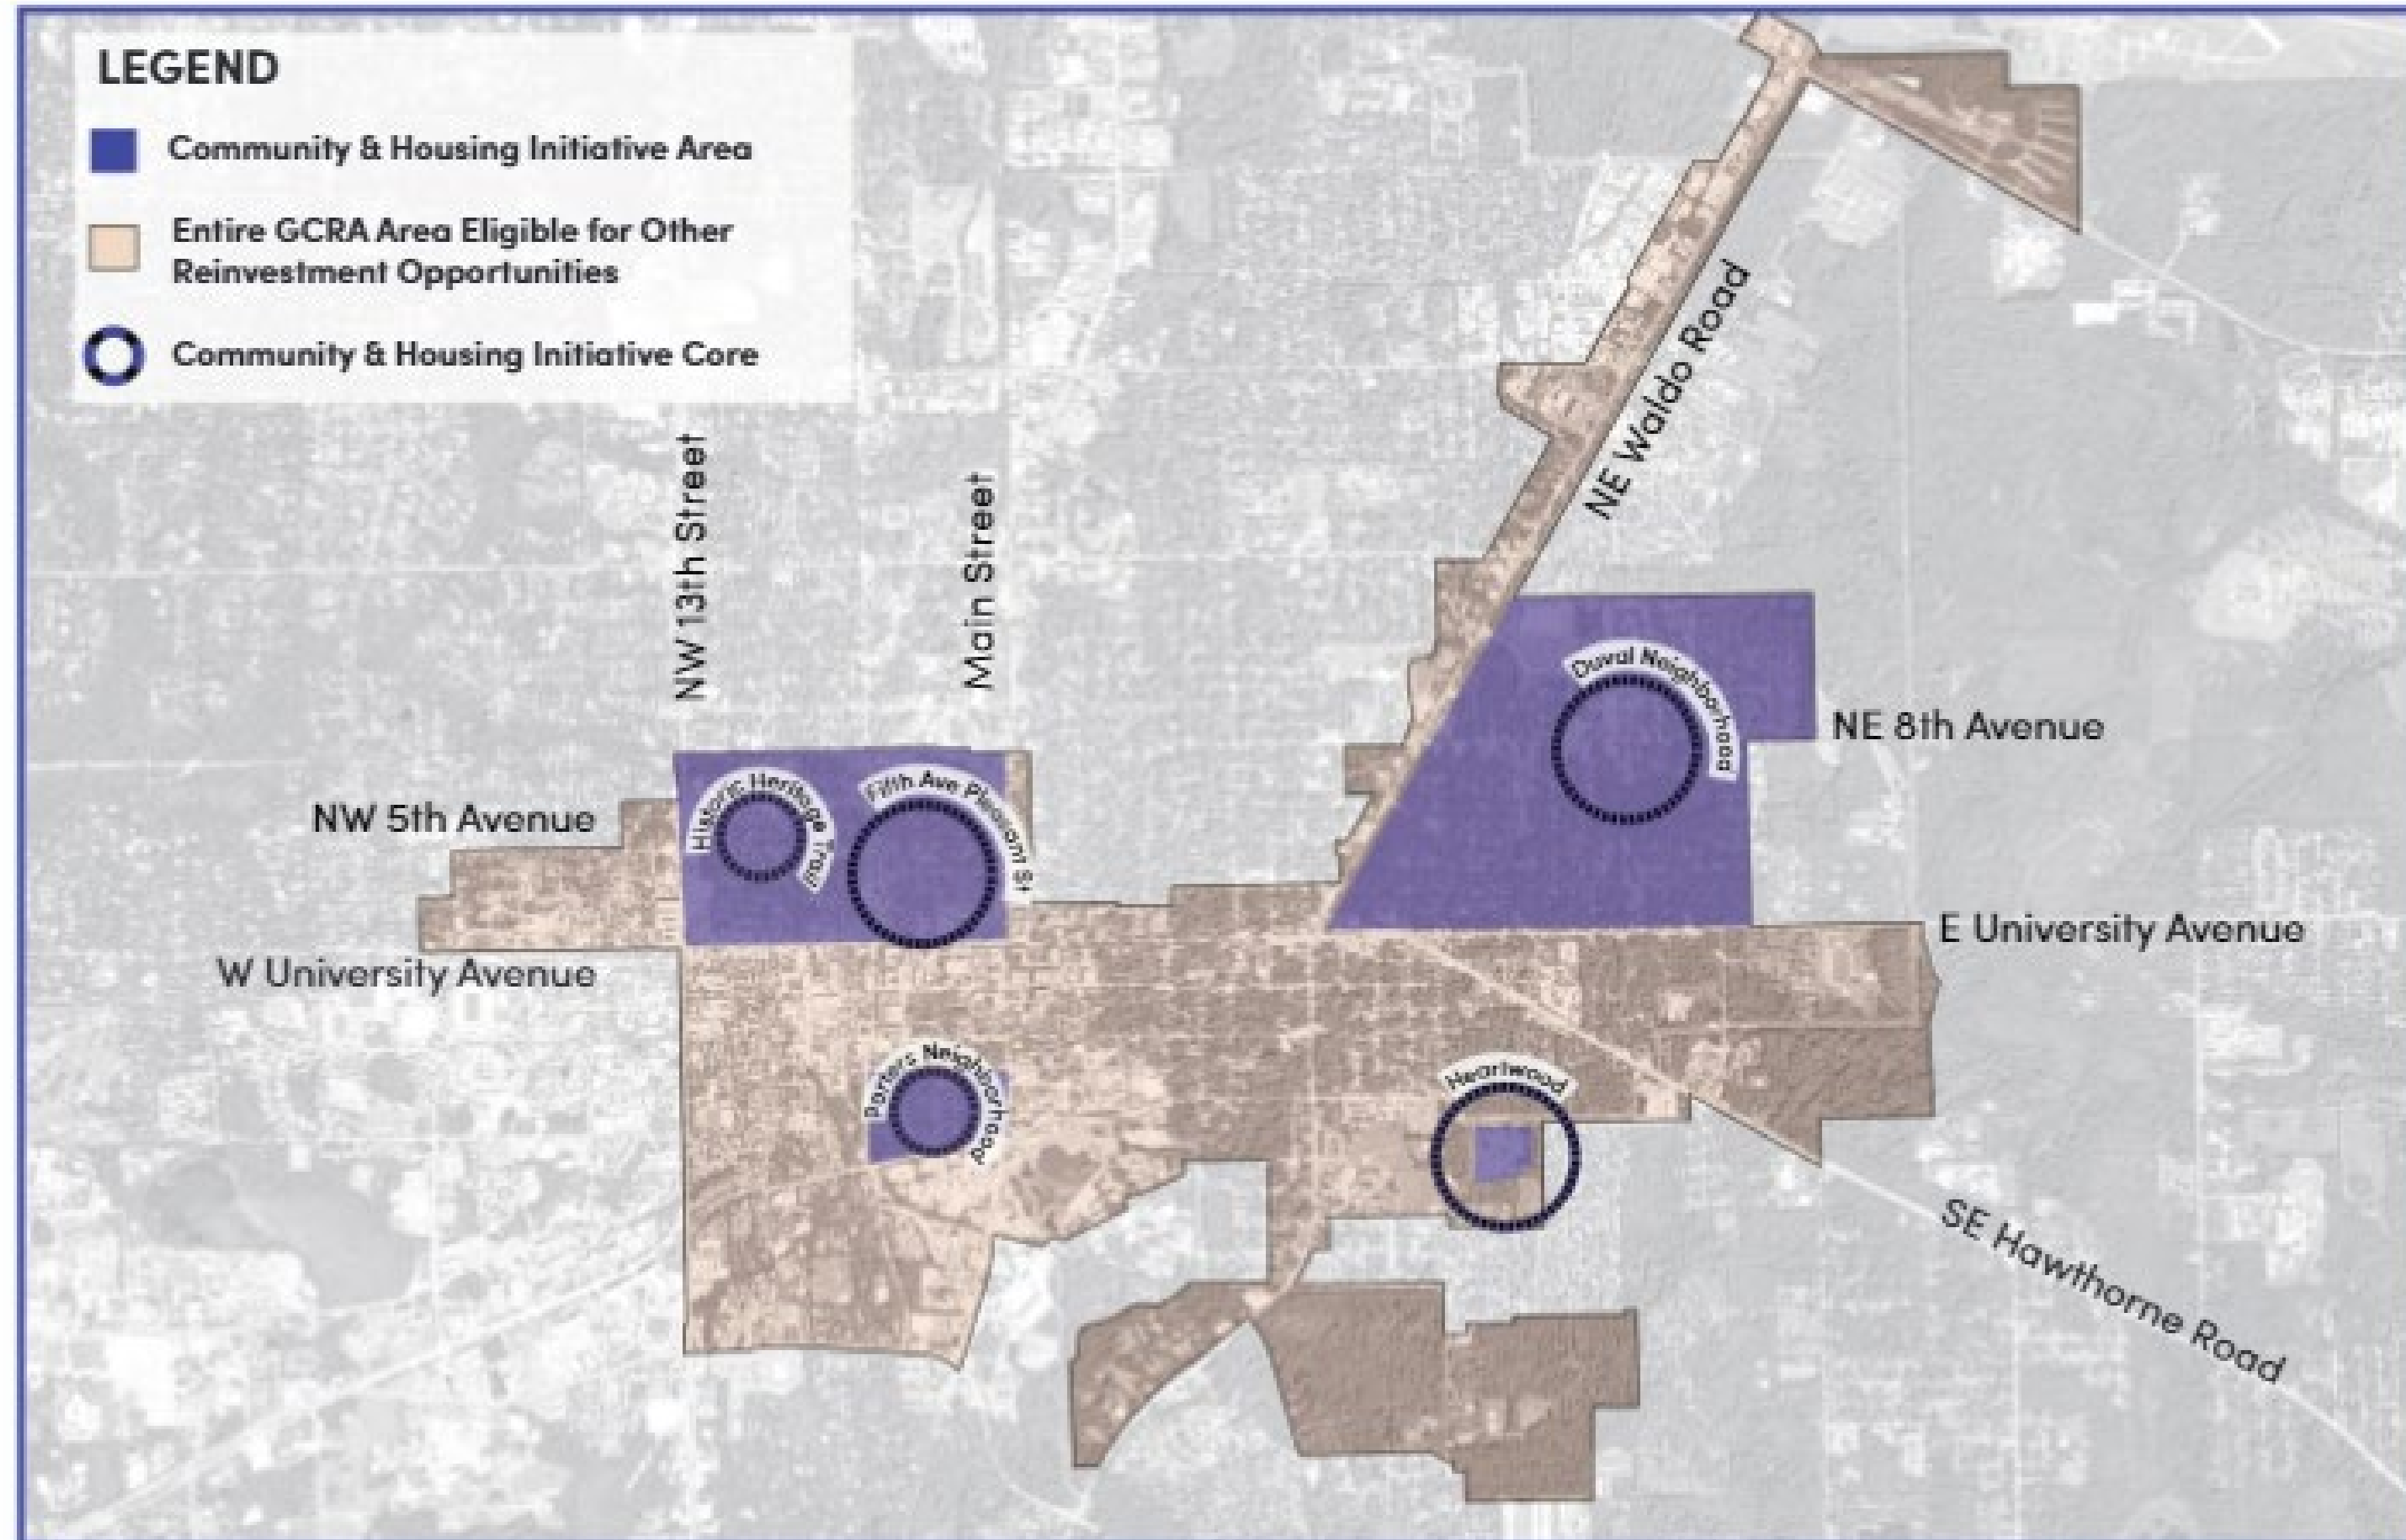 LEGEND
Community & Housing Initiative Area
Entire GCRA Area Eligible for Other
Reinvestment Opportunities
Community & Housing Initiative Core
NW 13th Street
Main Street
NE Waldo Road
Duval Neighborhood
NE 8th Avenue
Historic Heritage Trail
Fifth Ave Pleasant St
NW 5th Avenue
W University Avenue
E University Avenue
Porters Neighborhood
Heartwood
SE Hawthorne Road